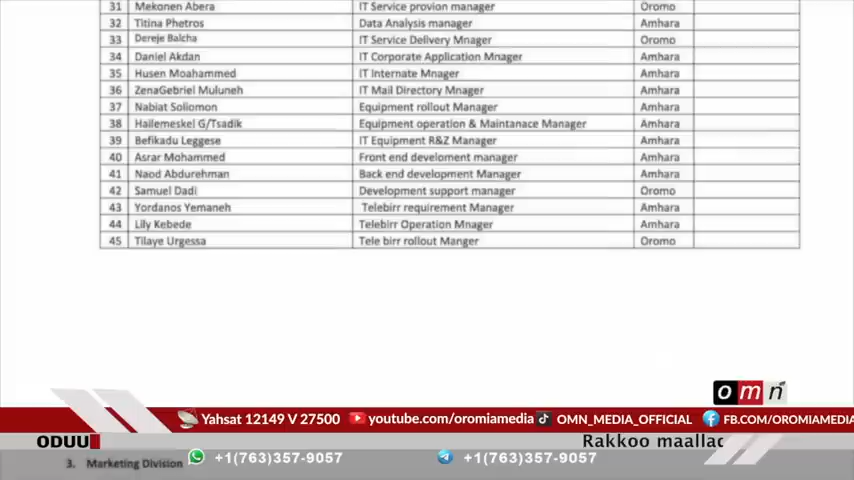 31 Mekonen Abera IT Service provion manager Oromo
32 Titina Phetros Data Analysis manager Amhara
33 Dereje Balcha IT Service Delivery Mnager Oromo
34 Daniel Akdan IT Corporate Application Mnager Amhara
35 Husen Moahammed IT Internate Mnager Amhara
36 ZenaGebriel Muluneh IT Mail Directory Mnager Amhara
37 Nabiat Soliomon Equipment rollout Manager Amhara
38 Hailemeskel G/Tsadik Equipment operation & Maintanace Manager Amhara
39 Befikadu Leggese IT Equipment R&Z Manager Amhara
40 Asrar Mohammed Front end develoment manager Amhara
41 Naod Abdurehman Back end development Manager Amhara
42 Samuel Dadi Development support manager Oromo
43 Yordanos Yemaneh Telebirr requirement Manager Amhara
44 Lily Kebede Telebirr Operation Mnager Amhara
45 Tilaye Urgessa Tele birr rollout Manger Oromo
omn
Yahsat 12149 V 27500 youtube.com/oromiamedia OMN_MEDIA_OFFICIAL FB.COM/OROMIAMEDIA
ODUU Rakkoo maallaq
3. Marketing Division +1(763)357-9057 +1(763)357-9057